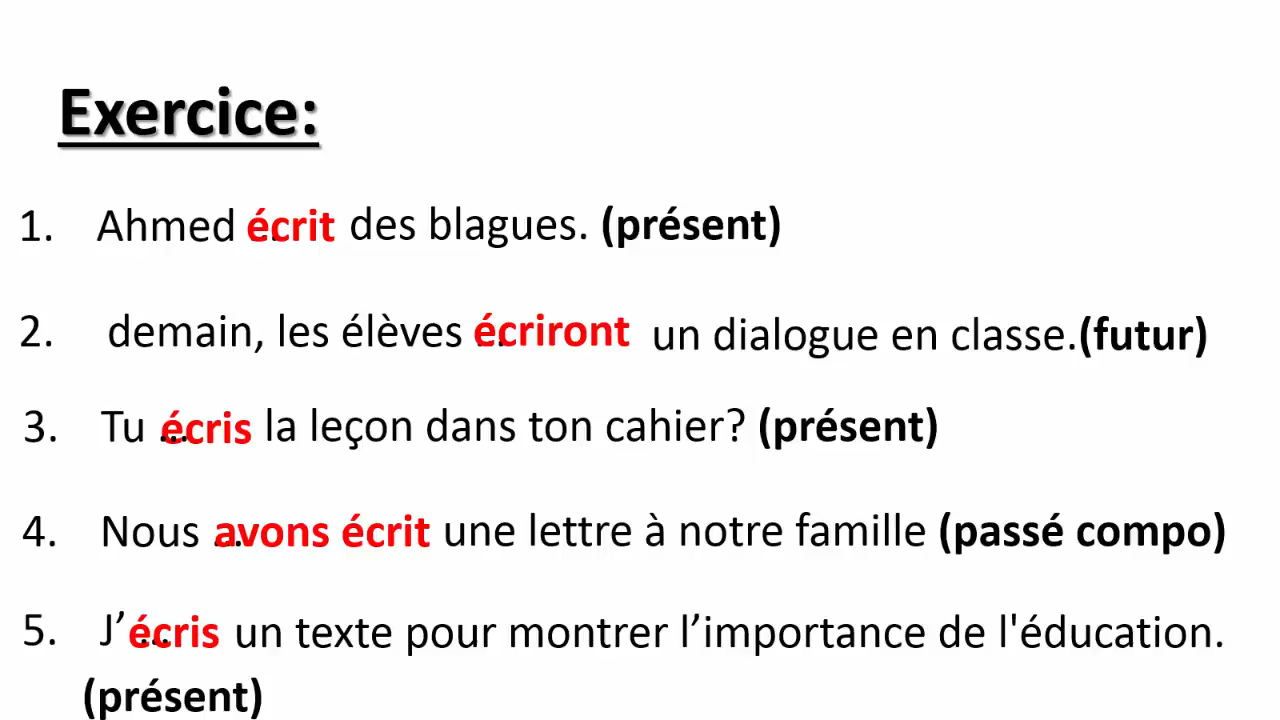 Exercice:
1. Ahmed écrit des blagues. (présent)
2. demain, les élèves écriront un dialogue en classe.(futur)
3. Tu écris la leçon dans ton cahier? (présent)
4. Nous avons écrit une lettre à notre famille (passé compo)
5. J’écris un texte pour montrer l’importance de l'éducation.
(présent)